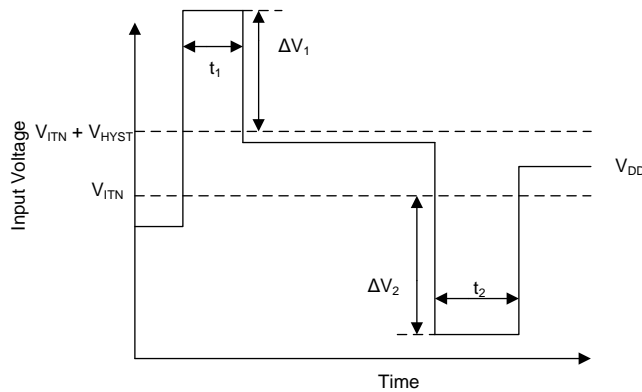 ΔV1
t1
VITN + VHYST
VDD
VITN
Input Voltage
ΔV2
t2
Time